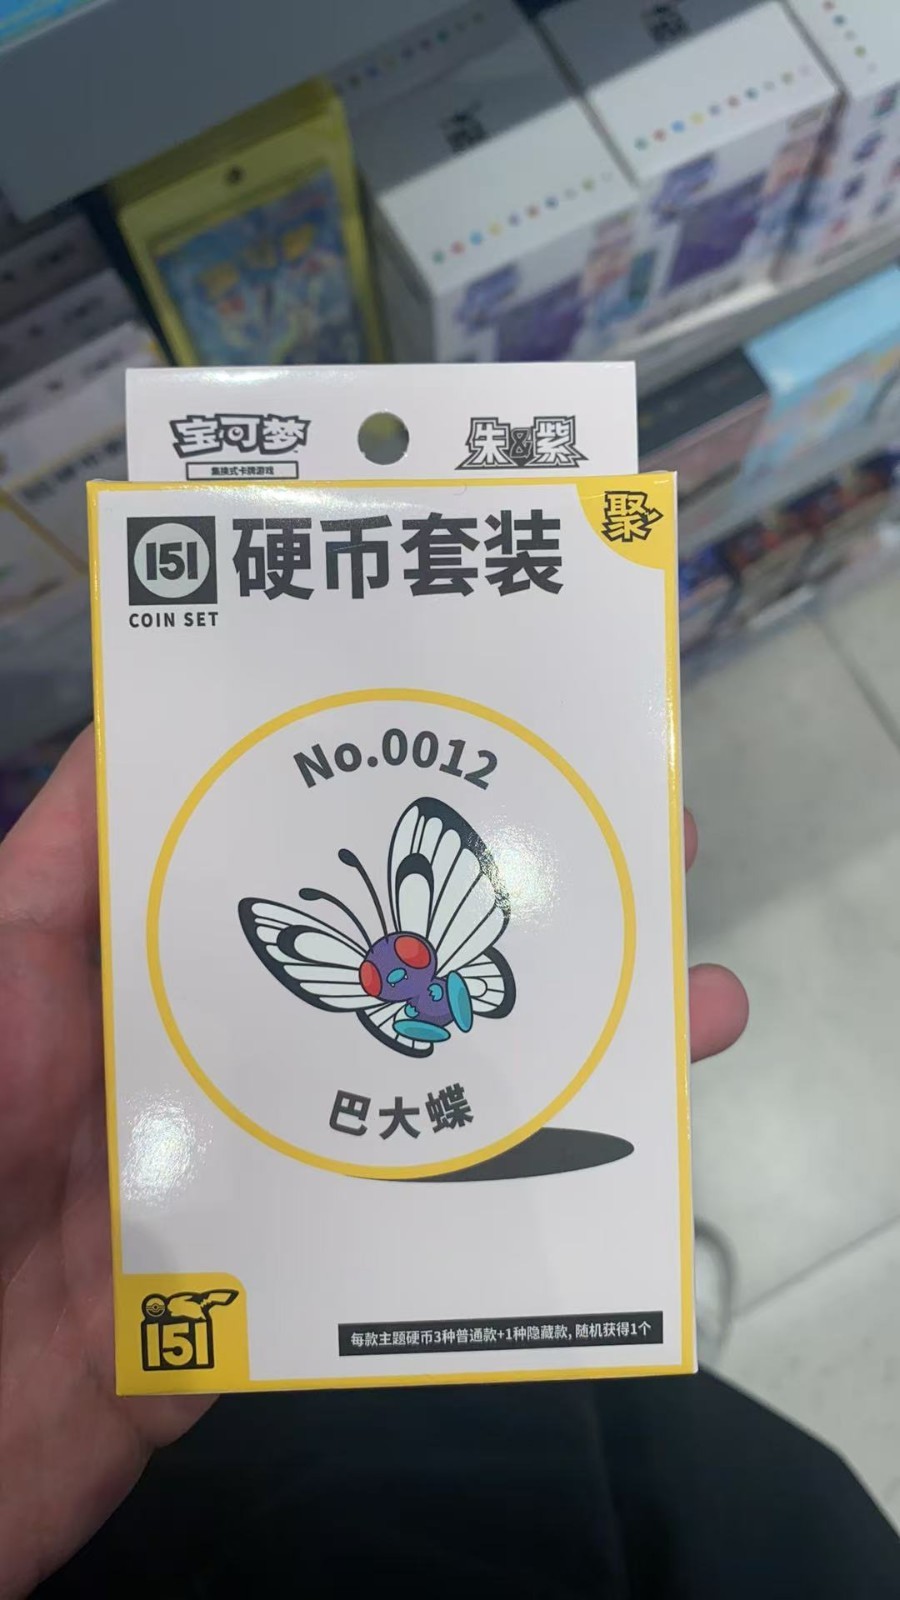 宝可梦
集换式卡牌游戏
朱&紫
聚
151
硬币套装
COIN SET
No.0012
巴大蝶
151
每款主题硬币3种普通款+1种隐藏款,随机获得1个